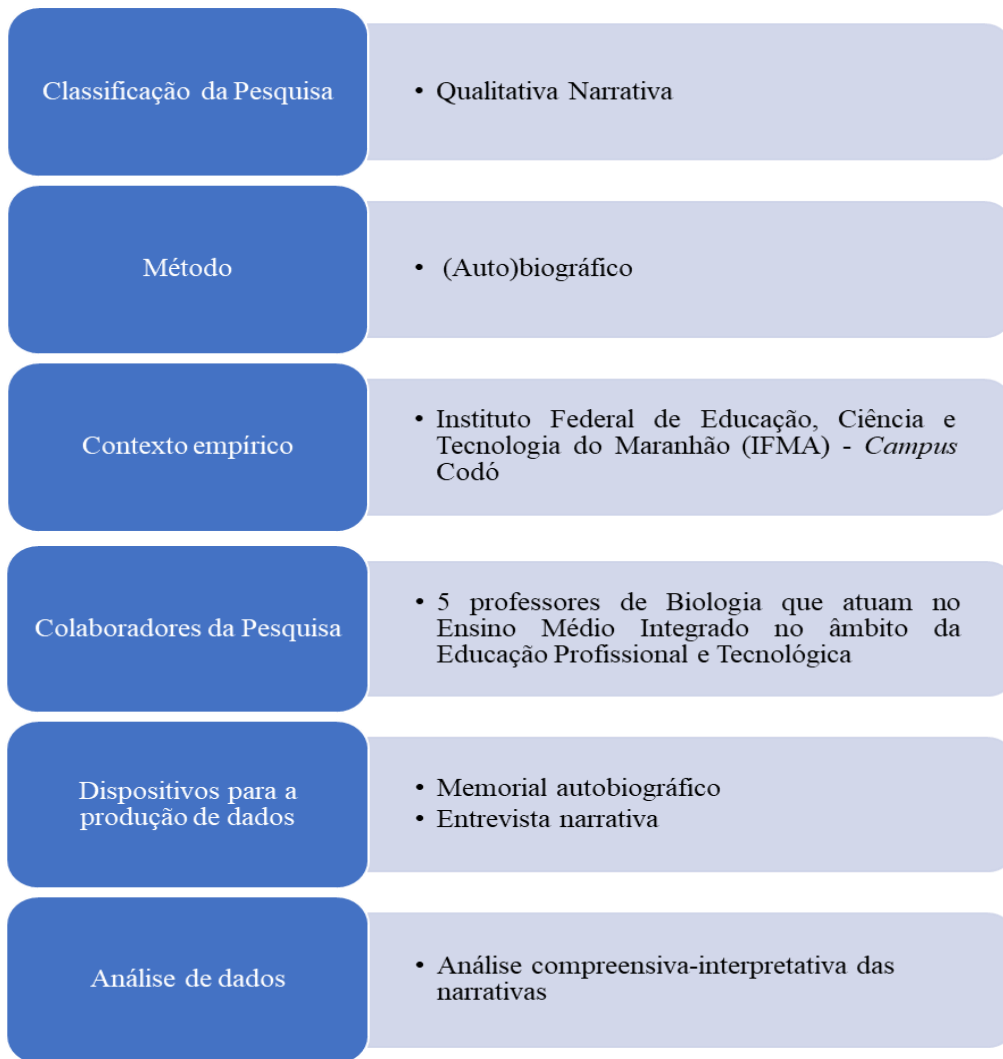 Classificação da Pesquisa
• Qualitativa Narrativa
Método
• (Auto)biográfico
Contexto empírico
• Instituto Federal de Educação, Ciência e
Tecnologia do Maranhão (IFMA) - Campus
Codó
Colaboradores da Pesquisa
• 5 professores de Biologia que atuam no
Ensino Médio Integrado no âmbito da
Educação Profissional e Tecnológica
Dispositivos para a
produção de dados
• Memorial autobiográfico
• Entrevista narrativa
Análise de dados
• Análise compreensiva-interpretativa das
narrativas